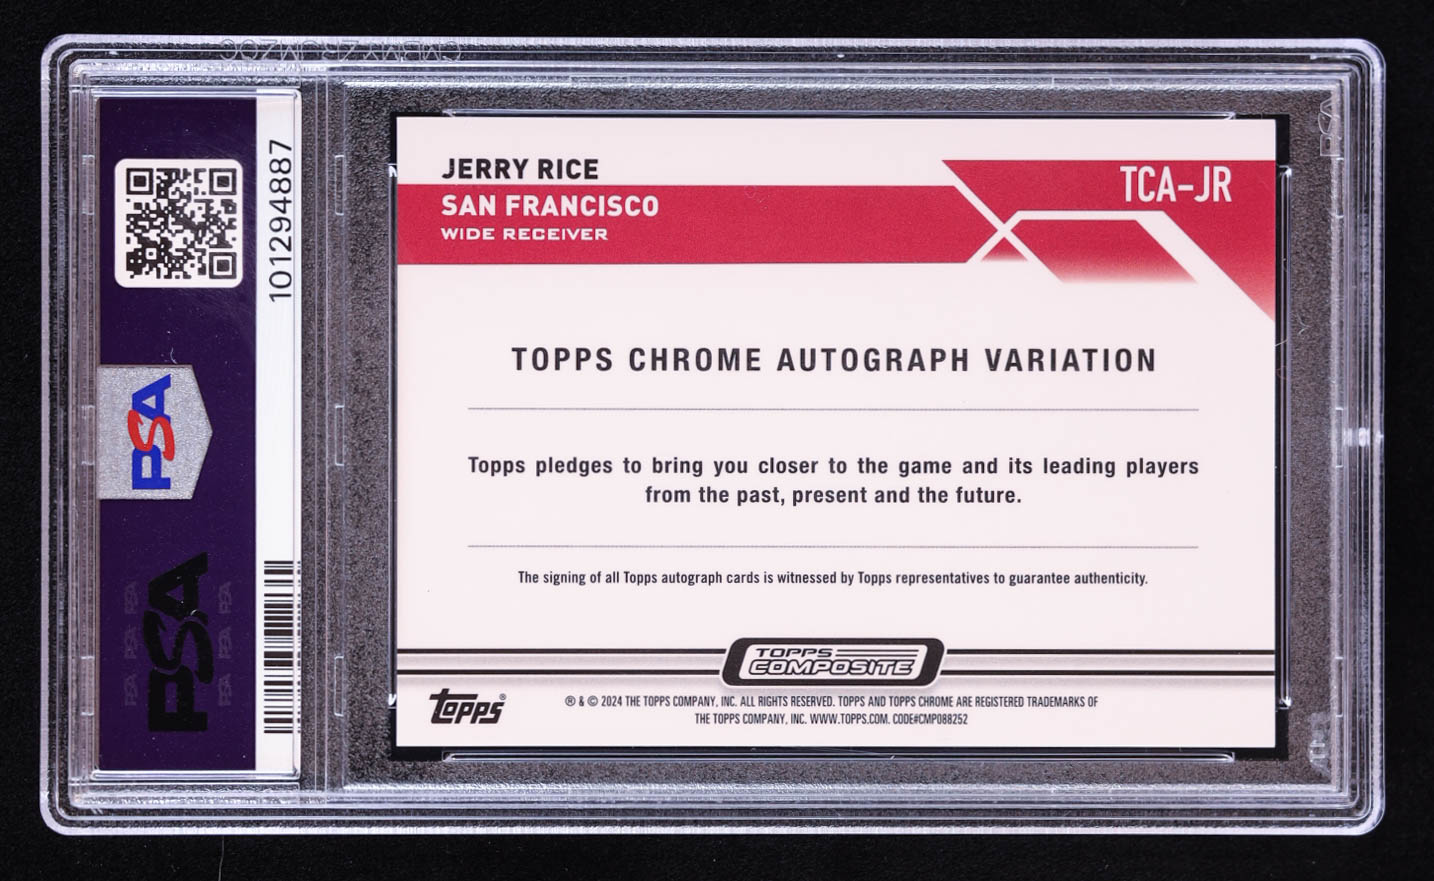 101294887
PSA
PSA
JERRY RICE
SAN FRANCISCO
WIDE RECEIVER
TCA-JR
TOPPS CHROME AUTOGRAPH VARIATION
Topps pledges to bring you closer to the game and its leading players
from the past, present and the future.
The signing of all Topps autograph cards is witnessed by Topps representatives to guarantee authenticity.
TOPPS
COMPOSITE
topps®
® & © 2024 THE TOPPS COMPANY, INC. ALL RIGHTS RESERVED. TOPPS AND TOPPS CHROME ARE REGISTERED TRADEMARKS OF
THE TOPPS COMPANY, INC. WWW.TOPPS.COM. CODE#CMP088252